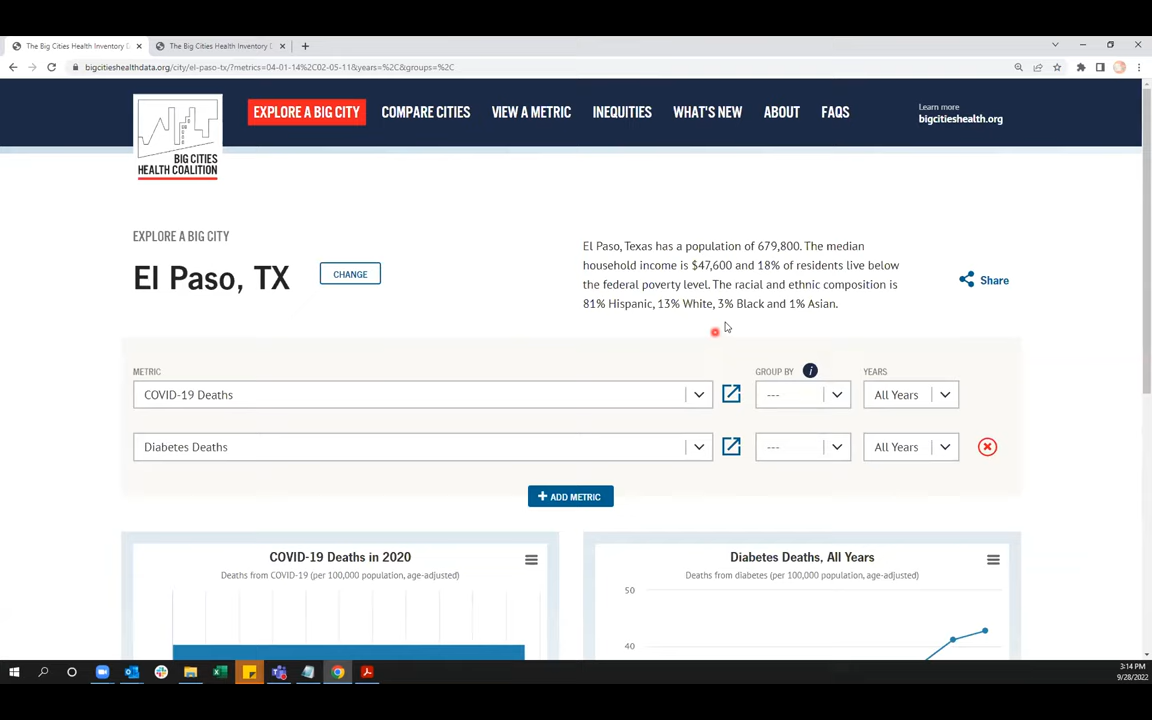 The Big Cities Health Inventory D
The Big Cities Health Inventory D
bigcitieshealthdata.org/city/el-paso-tx/?metrics=04-01-14%2C02-05-11&years=%2C&groups=%2C
BIG CITIES
HEALTH COALITION
EXPLORE A BIG CITY
COMPARE CITIES
VIEW A METRIC
INEQUITIES
WHAT'S NEW
ABOUT
FAQS
Learn more
bigcitieshealth.org
EXPLORE A BIG CITY
El Paso, TX
CHANGE
El Paso, Texas has a population of 679,800. The median
household income is $47,600 and 18% of residents live below
the federal poverty level. The racial and ethnic composition is
81% Hispanic, 13% White, 3% Black and 1% Asian.
Share
METRIC
GROUP BY
i
YEARS
COVID-19 Deaths
---
All Years
Diabetes Deaths
---
All Years
+ ADD METRIC
COVID-19 Deaths in 2020
Deaths from COVID-19 (per 100,000 population, age-adjusted)
Diabetes Deaths, All Years
Deaths from diabetes (per 100,000 population, age-adjusted)
50
40
3:14 PM
9/28/2022